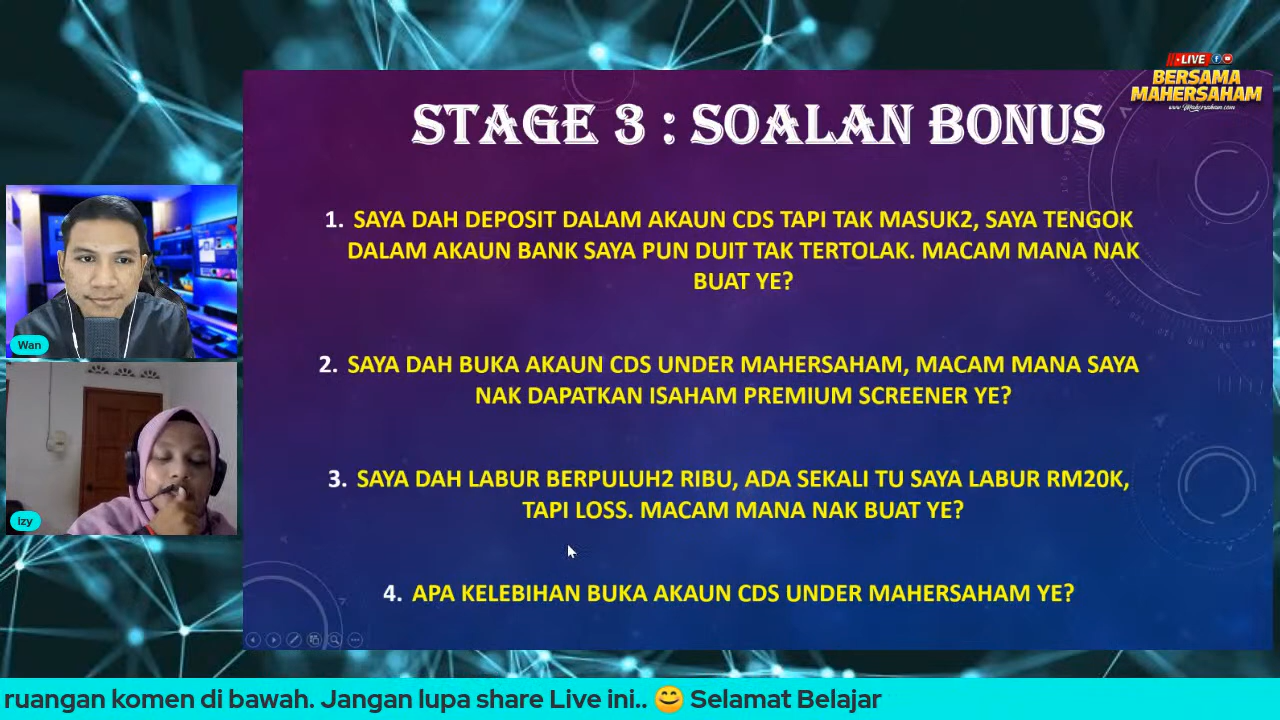 LIVE
BERSAMA
MAHERSAHAM
www.Mahersaham.com
STAGE 3 : SOALAN BONUS
1. SAYA DAH DEPOSIT DALAM AKAUN CDS TAPI TAK MASUK2, SAYA TENGOK
DALAM AKAUN BANK SAYA PUN DUIT TAK TERTOLAK. MACAM MANA NAK
BUAT YE?
2. SAYA DAH BUKA AKAUN CDS UNDER MAHERSAHAM, MACAM MANA SAYA
NAK DAPATKAN ISAHAM PREMIUM SCREENER YE?
3. SAYA DAH LABUR BERPULUH2 RIBU, ADA SEKALI TU SAYA LABUR RM20K,
TAPI LOSS. MACAM MANA NAK BUAT YE?
4. APA KELEBIHAN BUKA AKAUN CDS UNDER MAHERSAHAM YE?
Wan
Izy
ruangan komen di bawah. Jangan lupa share Live ini.. 😊 Selamat Belajar